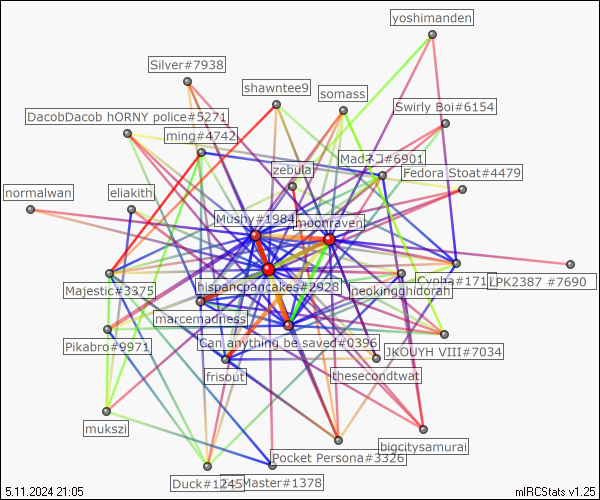 yoshimanden
Silver#7938
shawntee9
somass
Swirly Boi#6154
DacobDacob hORNY police#5271
ming#4742
Madネコ#6901
zebula
Fedora Stoat#4479
normalwan
eliakith
Mushy#1984
moonraven
hispancpancakes#2928
neokingghidorah
LPK2387 #7690
Majestic#3375
marcemadness
Can anything be saved#0396
JKOUYH VIII#7034
Pikabro#9971
frisout
thesecondtwat
mukszi
bigcitysamurai
Pocket Persona#3326
Duck#1245
Master#1378
5.11.2024 21:05
mIRCStats v1.25